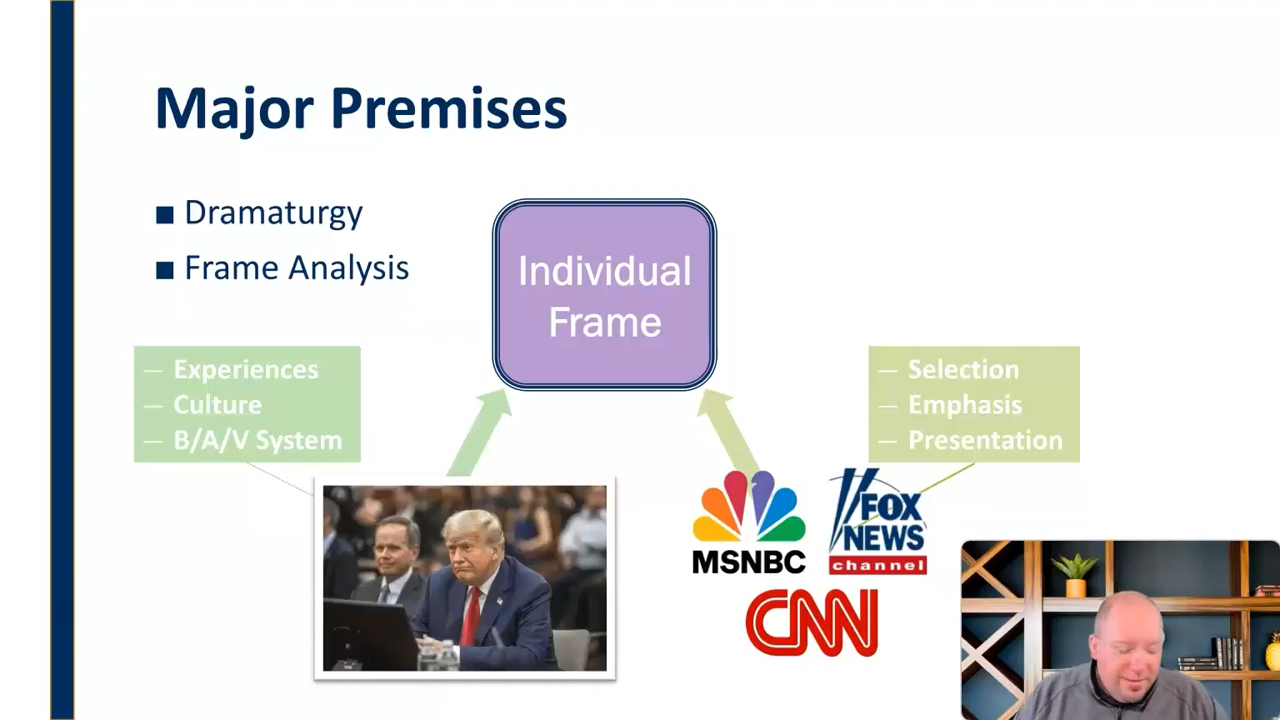 Major Premises
■ Dramaturgy
■ Frame Analysis
Individual
Frame
— Experiences
— Culture
— B/A/V System
— Selection
— Emphasis
— Presentation
MSNBC
FOX
NEWS
channel
CNN